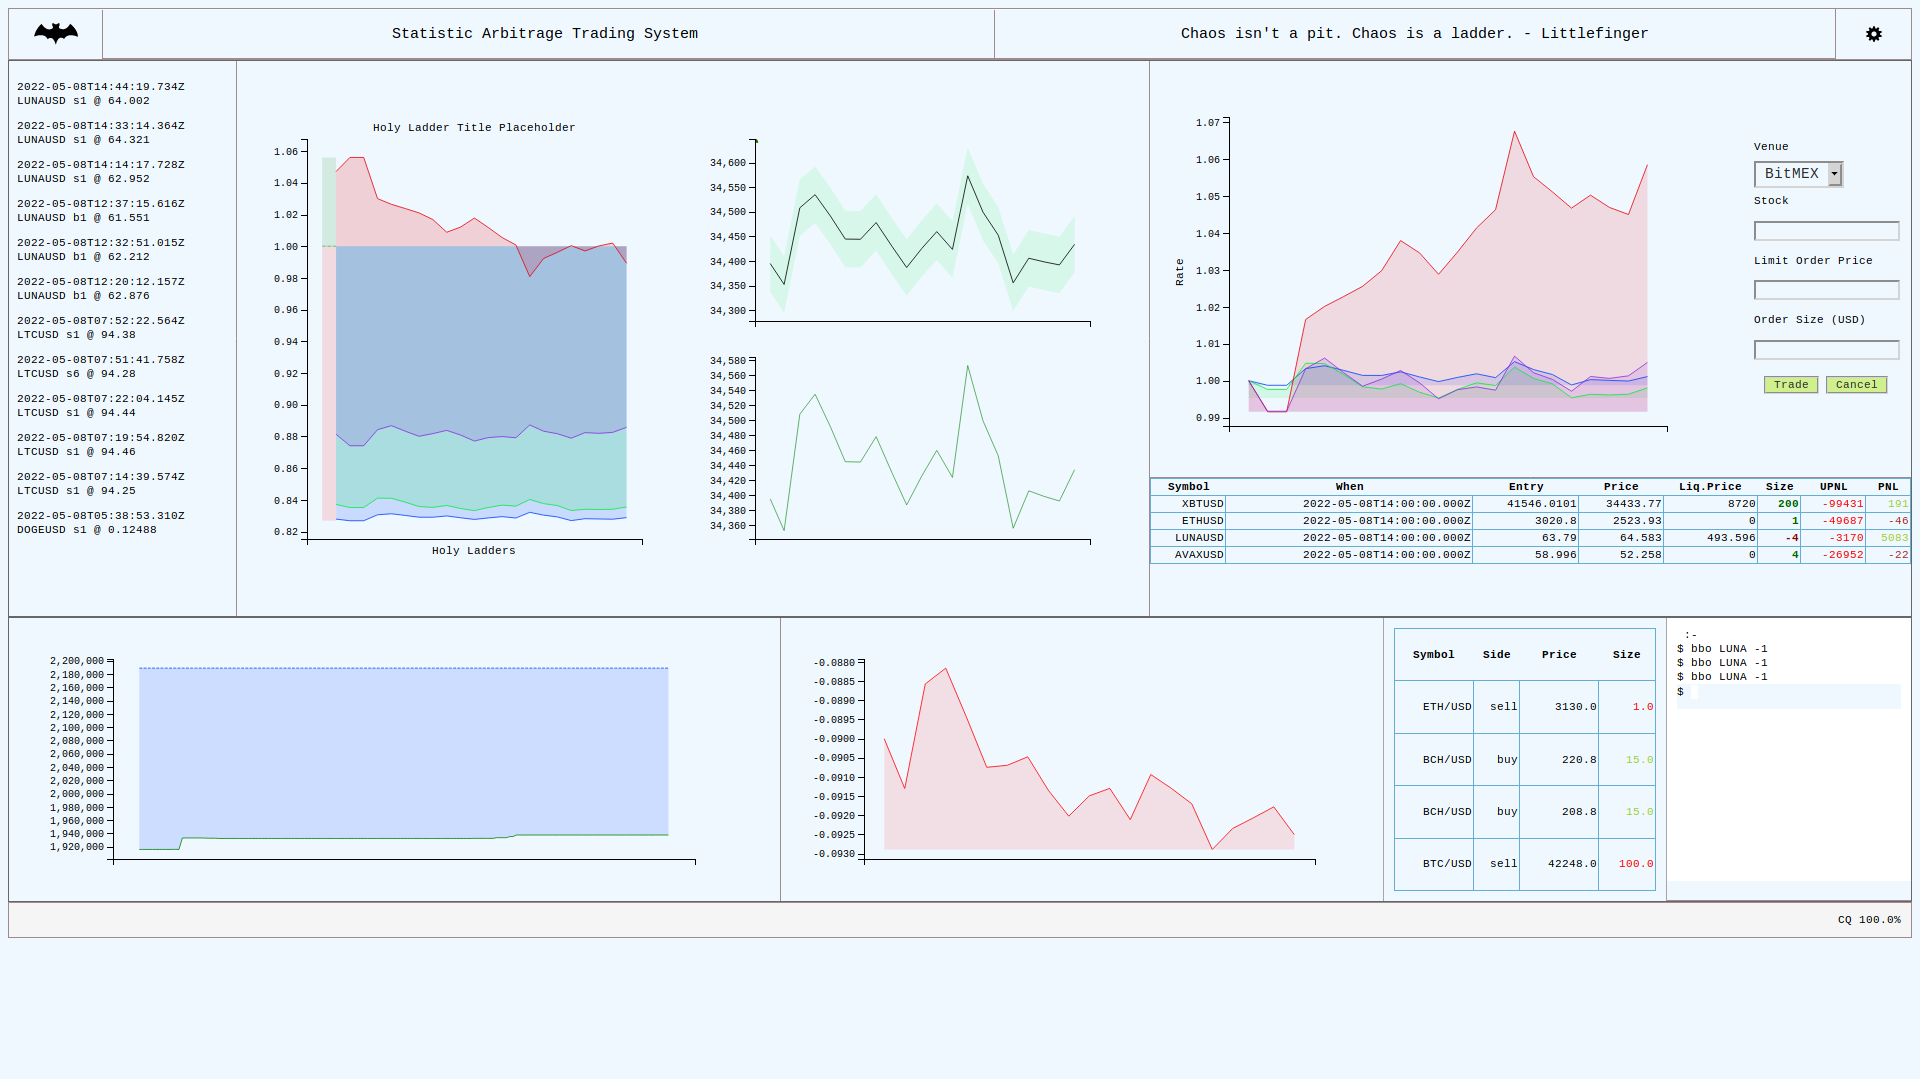 Statistic Arbitrage Trading System
Chaos isn't a pit. Chaos is a ladder. - Littlefinger
2022-05-08T14:44:19.734Z
LUNAUSD s1 @ 64.002
2022-05-08T14:33:14.364Z
LUNAUSD s1 @ 64.321
2022-05-08T14:14:17.728Z
LUNAUSD s1 @ 62.952
2022-05-08T12:37:15.616Z
LUNAUSD b1 @ 61.551
2022-05-08T12:32:51.015Z
LUNAUSD b1 @ 62.212
2022-05-08T12:20:12.157Z
LUNAUSD b1 @ 62.876
2022-05-08T07:52:22.564Z
LTCUSD s1 @ 94.38
2022-05-08T07:51:41.758Z
LTCUSD s6 @ 94.28
2022-05-08T07:22:04.145Z
LTCUSD s1 @ 94.44
2022-05-08T07:19:54.820Z
LTCUSD s1 @ 94.46
2022-05-08T07:14:39.574Z
LTCUSD s1 @ 94.25
2022-05-08T05:38:53.310Z
DOGEUSD s1 @ 0.12488
Holy Ladder Title Placeholder
1.06
1.04
1.02
1.00
0.98
0.96
0.94
0.92
0.90
0.88
0.86
0.84
0.82
Holy Ladders
34,600
34,550
34,500
34,450
34,400
34,350
34,300
34,580
34,560
34,540
34,520
34,500
34,480
34,460
34,440
34,420
34,400
34,380
34,360
Rate
1.07
1.06
1.05
1.04
1.03
1.02
1.01
1.00
0.99
Venue
BitMEX
Stock
Limit Order Price
Order Size (USD)
Trade Cancel
Symbol When Entry Price Liq.Price Size UPNL PNL
XBTUSD 2022-05-08T14:00:00.000Z 41546.0101 34433.77 8720 200 -99431 191
ETHUSD 2022-05-08T14:00:00.000Z 3020.8 2523.93 0 1 -49687 -46
LUNAUSD 2022-05-08T14:00:00.000Z 63.79 64.583 493.596 -4 -3170 5083
AVAXUSD 2022-05-08T14:00:00.000Z 58.996 52.258 0 4 -26952 -22
2,200,000
2,180,000
2,160,000
2,140,000
2,120,000
2,100,000
2,080,000
2,060,000
2,040,000
2,020,000
2,000,000
1,980,000
1,960,000
1,940,000
1,920,000
-0.0880
-0.0885
-0.0890
-0.0895
-0.0900
-0.0905
-0.0910
-0.0915
-0.0920
-0.0925
-0.0930
Symbol Side Price Size
ETH/USD sell 3130.0 1.0
BCH/USD buy 220.8 15.0
BCH/USD buy 208.8 15.0
BTC/USD sell 42248.0 100.0
:-
$ bbo LUNA -1
$ bbo LUNA -1
$ bbo LUNA -1
$
CQ 100.0%